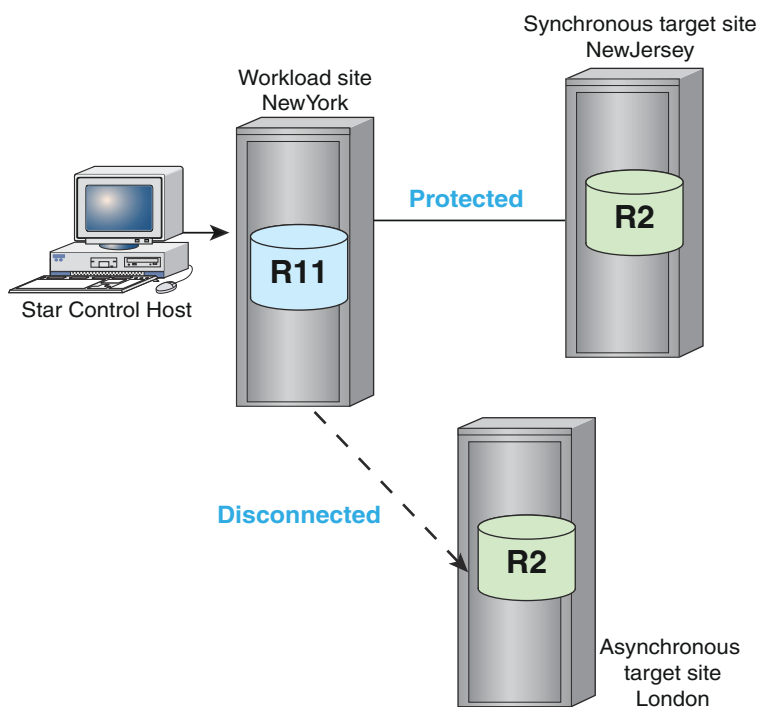 Synchronous target site
NewJersey
Workload site
NewYork
Protected
R2
R11
Star Control Host
Disconnected
R2
Asynchronous
target site
London